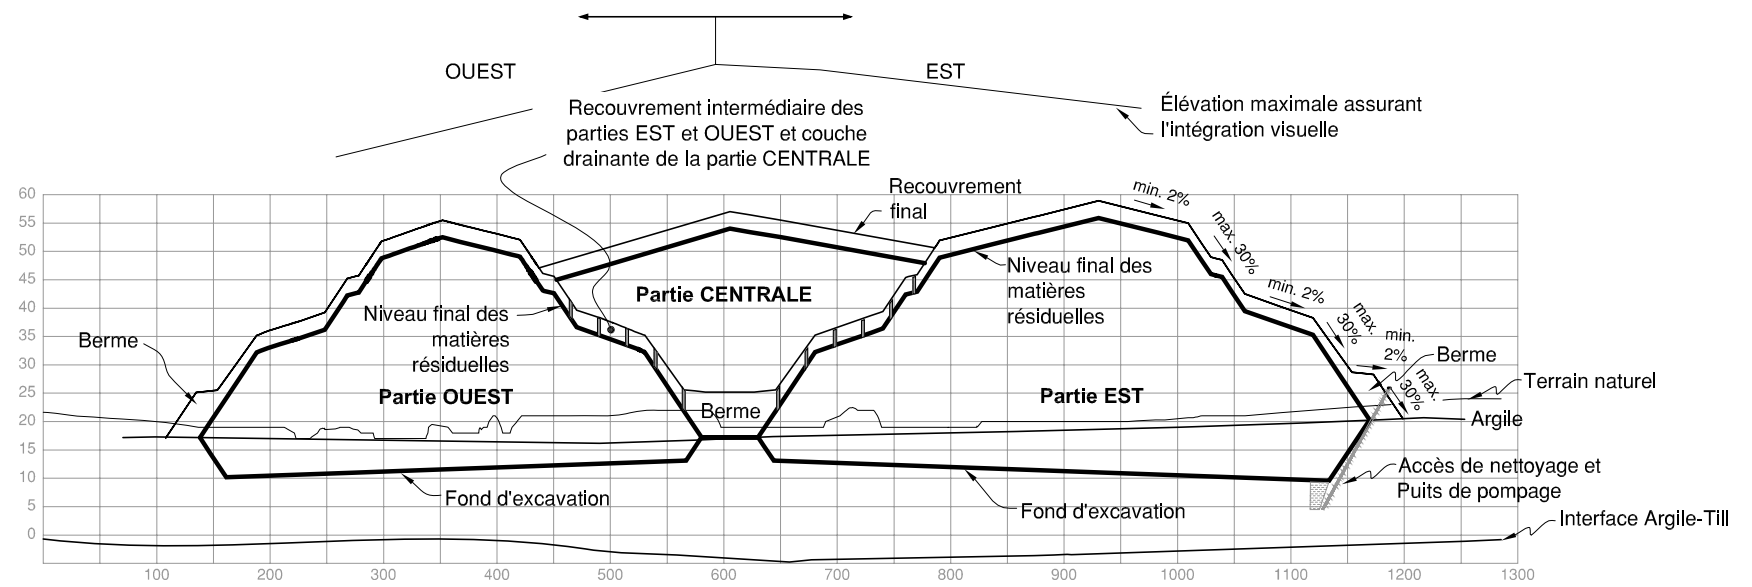 OUEST
EST
Recouvrement intermédiaire des
parties EST et OUEST et couche
drainante de la partie CENTRALE
Élévation maximale assurant
l'intégration visuelle
Recouvrement
final
min. 2%
max. 30%
min. 2%
max.
30%
min.
2%
max.
30%
60
55
50
45
40
35
30
25
20
15
10
5
0
Niveau final des
matières
résiduelles
Partie CENTRALE
Niveau final des
matières
résiduelles
Berme
Berme
Partie OUEST
Berme
Partie EST
Terrain naturel
Argile
Accès de nettoyage et
Puits de pompage
Fond d'excavation
Fond d'excavation
Interface Argile-Till
100 200 300 400 500 600 700 800 900 1000 1100 1200 1300